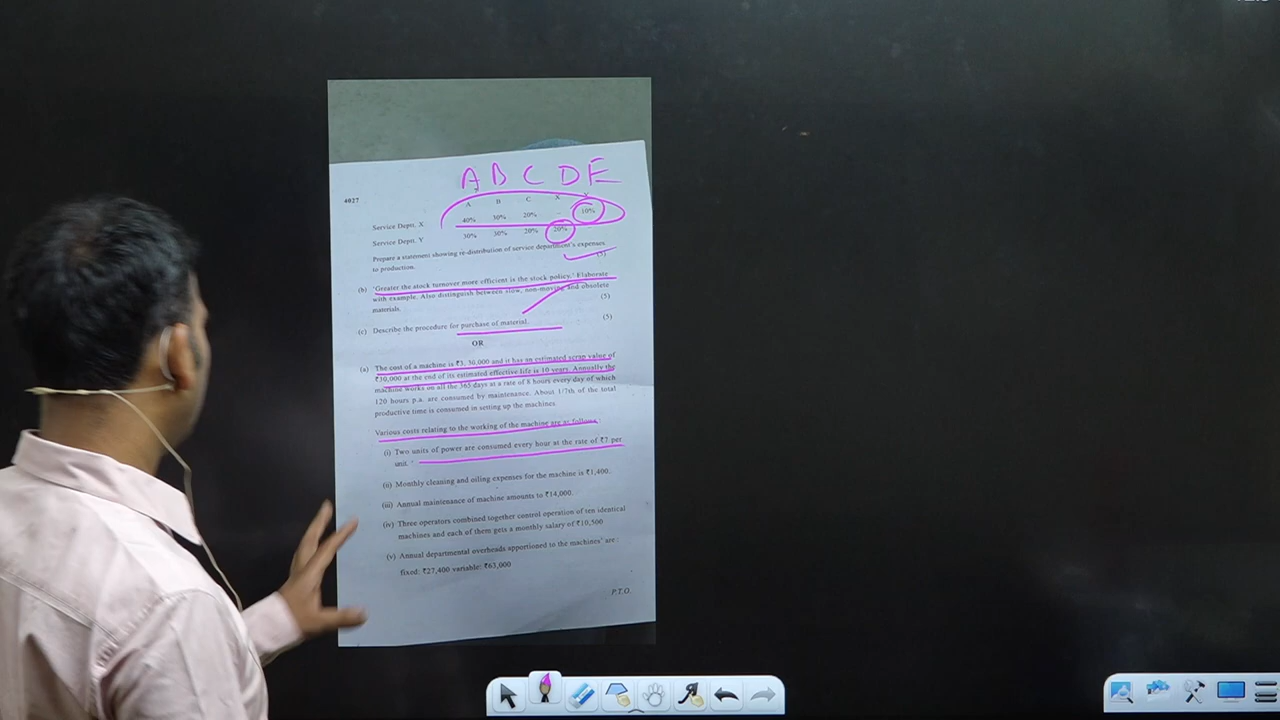 A B C D E
4027
A B C X Y
Service Deptt. X 40% 30% 20% – 10%
Service Deptt. Y 30% 30% 20% 20% –
Prepare a statement showing re-distribution of service department's expenses
to production. (5)
(b) 'Greater the stock turnover more efficient is the stock policy.' Elaborate
with example. Also distinguish between slow, non-moving and obsolete
materials. (5)
(c) Describe the procedure for purchase of material. (5)
OR
(a) The cost of a machine is ₹3, 30,000 and it has an estimated scrap value of
₹30,000 at the end of its estimated effective life is 10 years. Annually the
machine works on all the 365 days at a rate of 8 hours every day of which
120 hours p.a. are consumed by maintenance. About 1/7th of the total
productive time is consumed in setting up the machines.
Various costs relating to the working of the machine are as follows :
(i) Two units of power are consumed every hour at the rate of ₹7 per
unit.
(ii) Monthly cleaning and oiling expenses for the machine is ₹1,400.
(iii) Annual maintenance of machine amounts to ₹14,000.
(iv) Three operators combined together control operation of ten identical
machines and each of them gets a monthly salary of ₹10,500
(v) Annual departmental overheads apportioned to the machines' are :
fixed: ₹27,400 variable: ₹63,000
P.T.O.